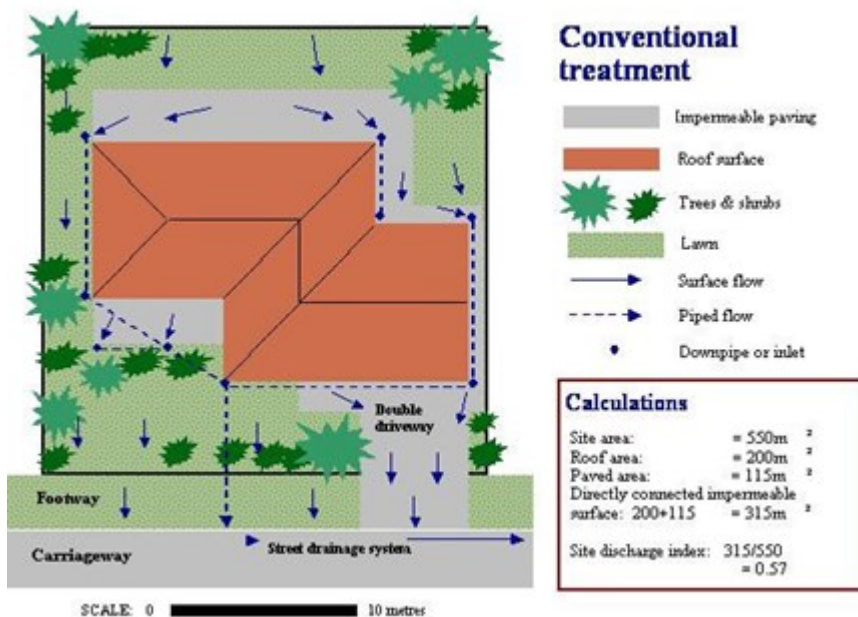 Conventional
treatment
Impermeable paving
Roof surface
Trees & shrubs
Lawn
Surface flow
Piped flow
Downpipe or inlet
Double
driveway
Footway
Carriageway
Street drainage system
SCALE: 0 10 metres
Calculations
Site area: = 550m ²
Roof area: = 200m ²
Paved area: = 115m ²
Directly connected impermeable
surface: 200+115 = 315m ²
Site discharge index: 315/550
= 0.57